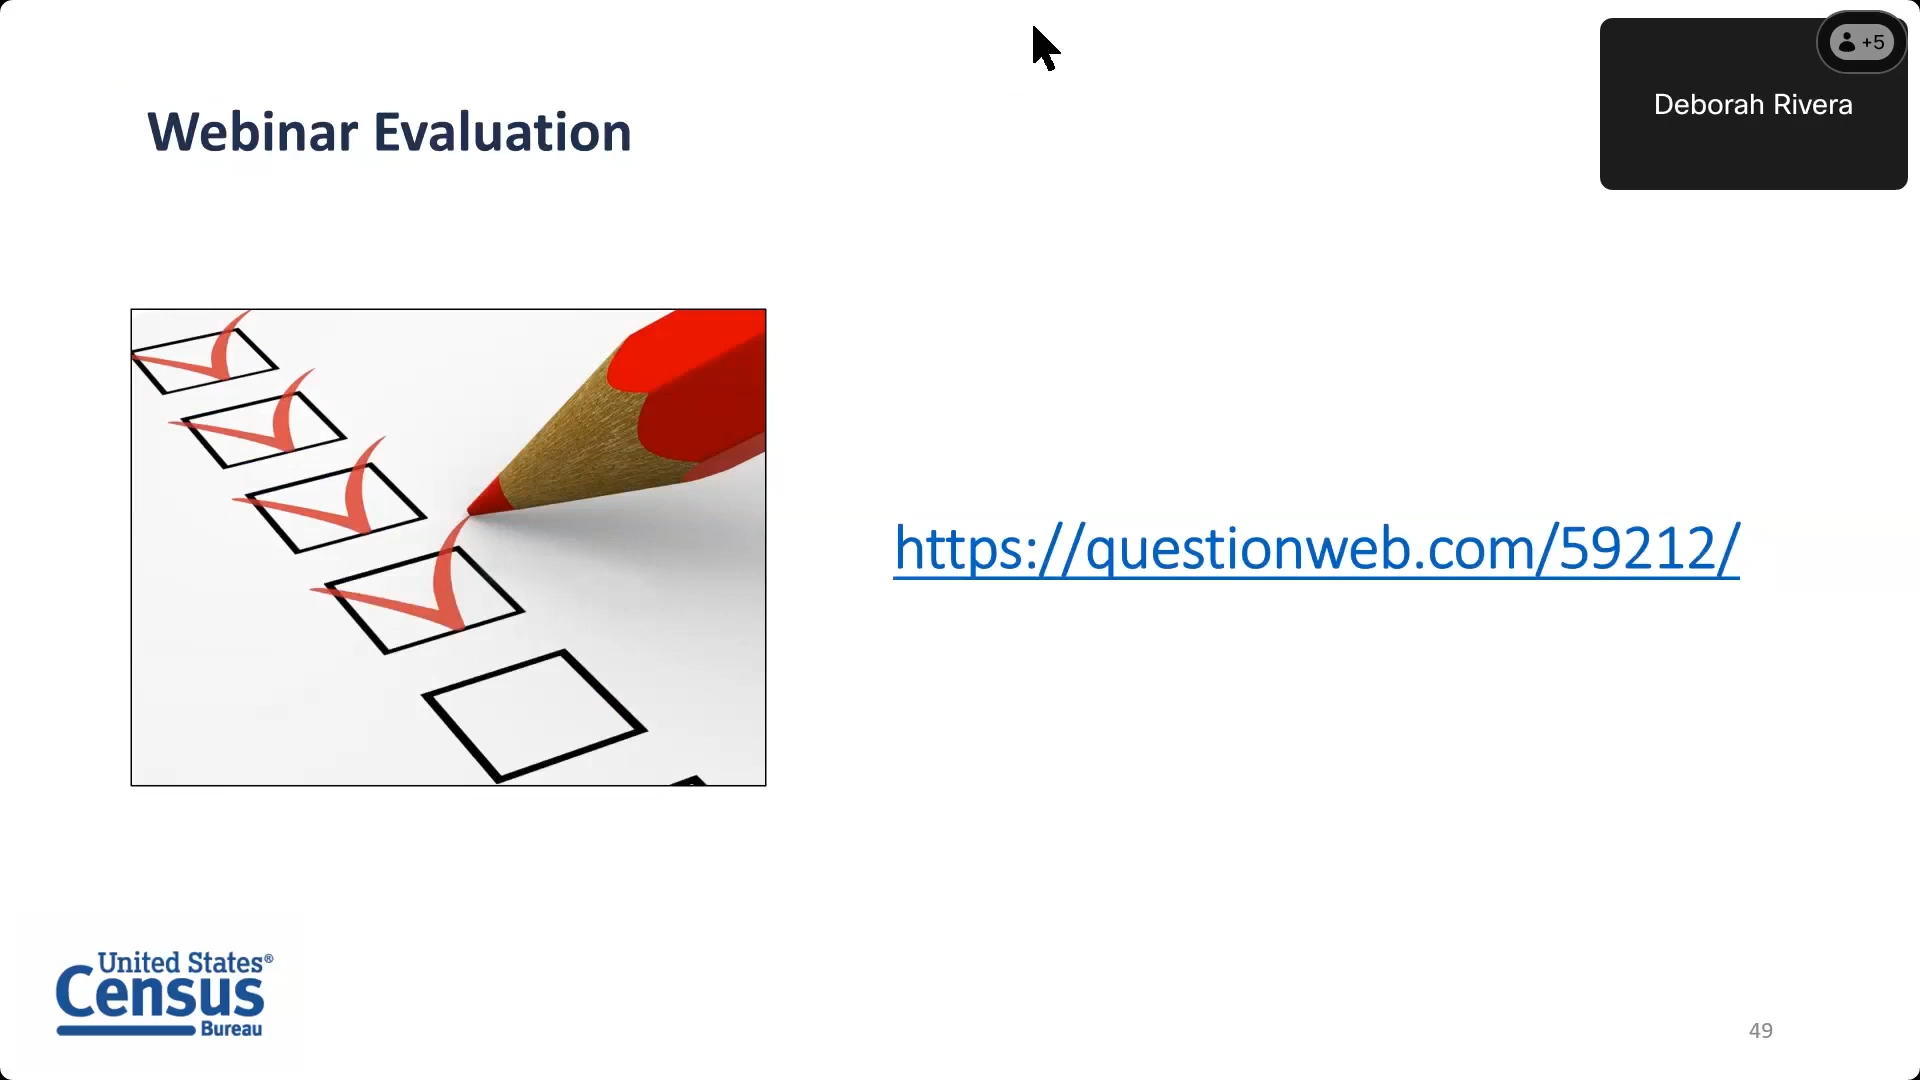 +5
Deborah Rivera
Webinar Evaluation
https://questionweb.com/59212/
United States®
Census
Bureau
49